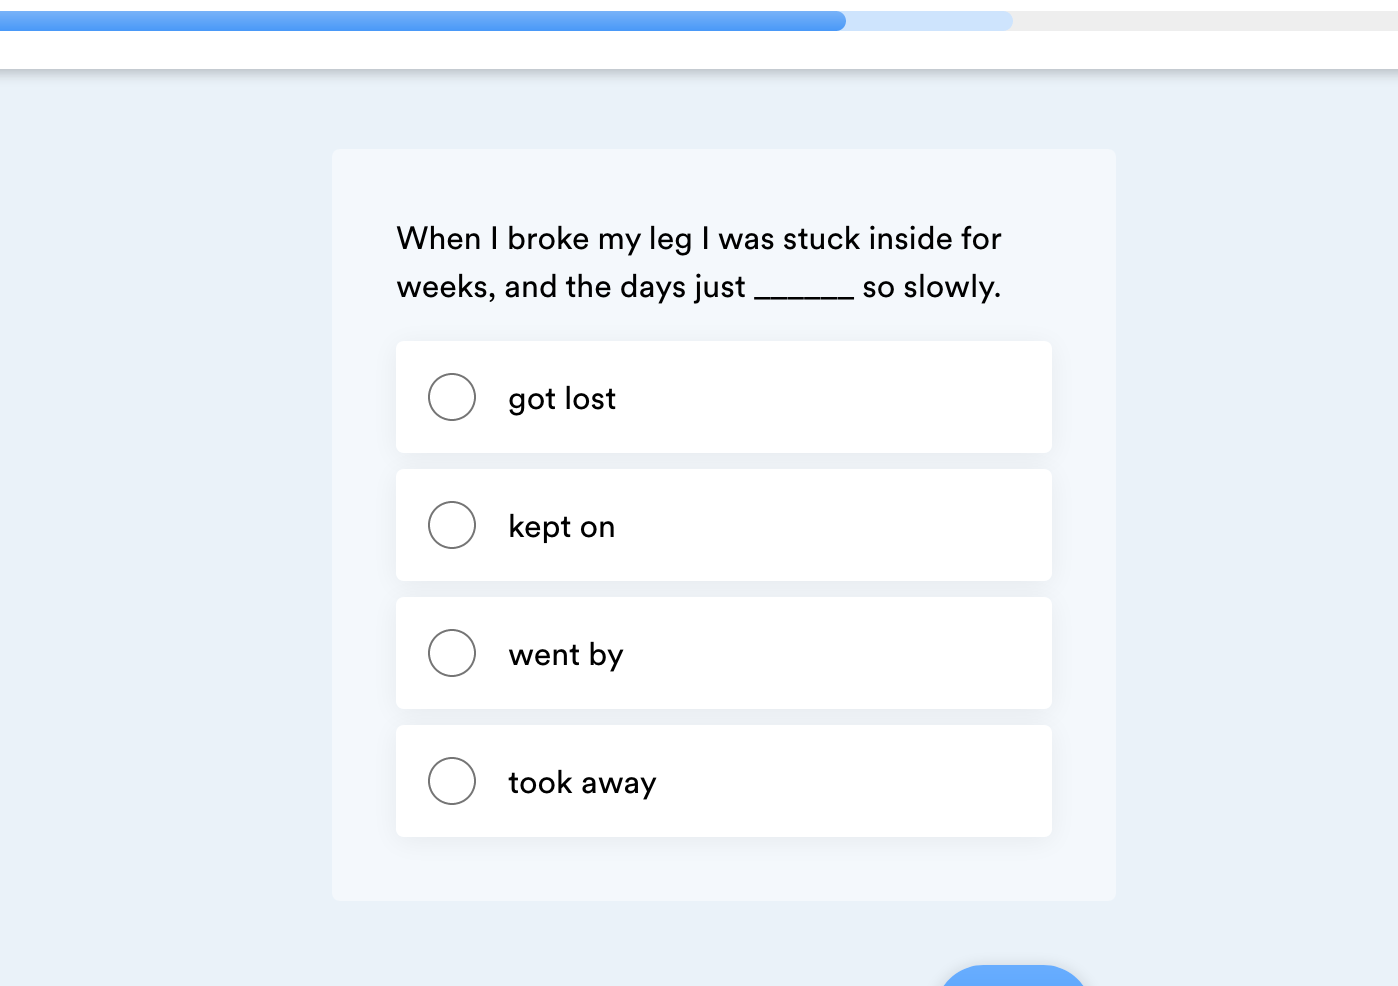 When I broke my leg I was stuck inside for
weeks, and the days just ______ so slowly.
got lost
kept on
went by
took away